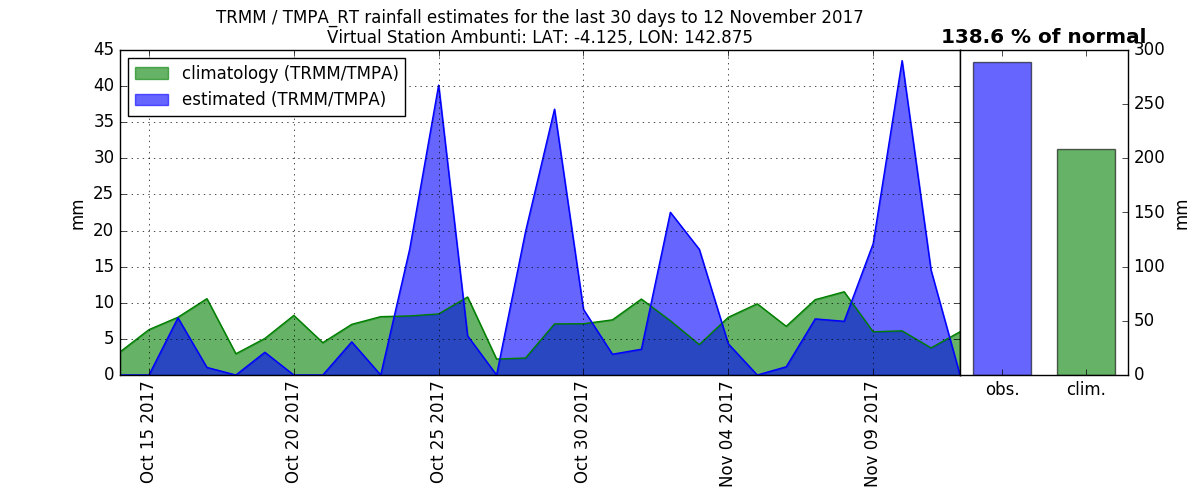 TRMM / TMPA_RT rainfall estimates for the last 30 days to 12 November 2017
Virtual Station Ambunti: LAT: -4.125, LON: 142.875
138.6 % of normal
climatology (TRMM/TMPA)
estimated (TRMM/TMPA)
mm
45
40
35
30
25
20
15
10
5
0
Oct 15 2017
Oct 20 2017
Oct 25 2017
Oct 30 2017
Nov 04 2017
Nov 09 2017
300
250
200
150
100
50
0
mm
obs.
clim.